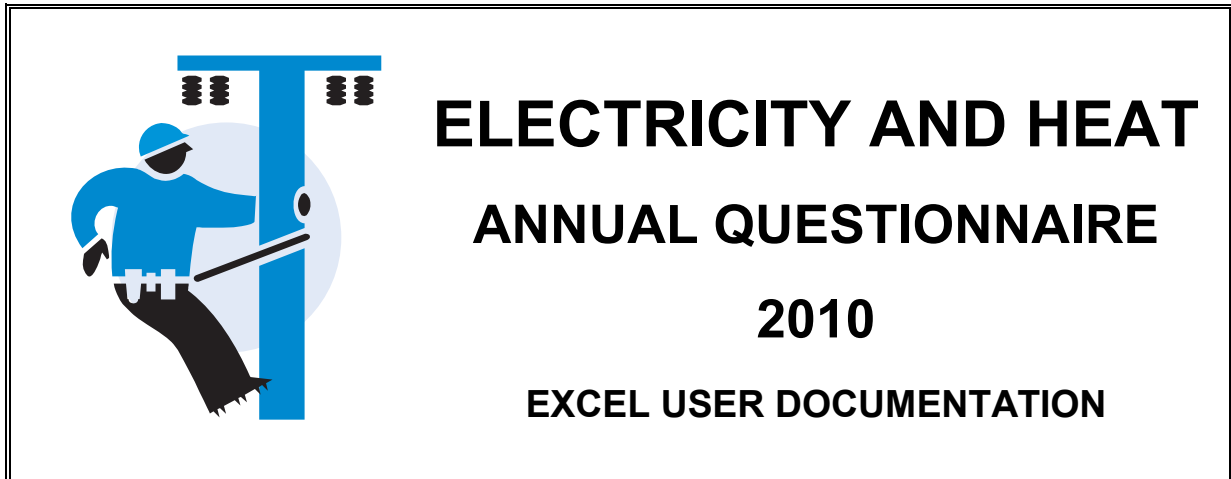 ELECTRICITY AND HEAT
ANNUAL QUESTIONNAIRE
2010
EXCEL USER DOCUMENTATION